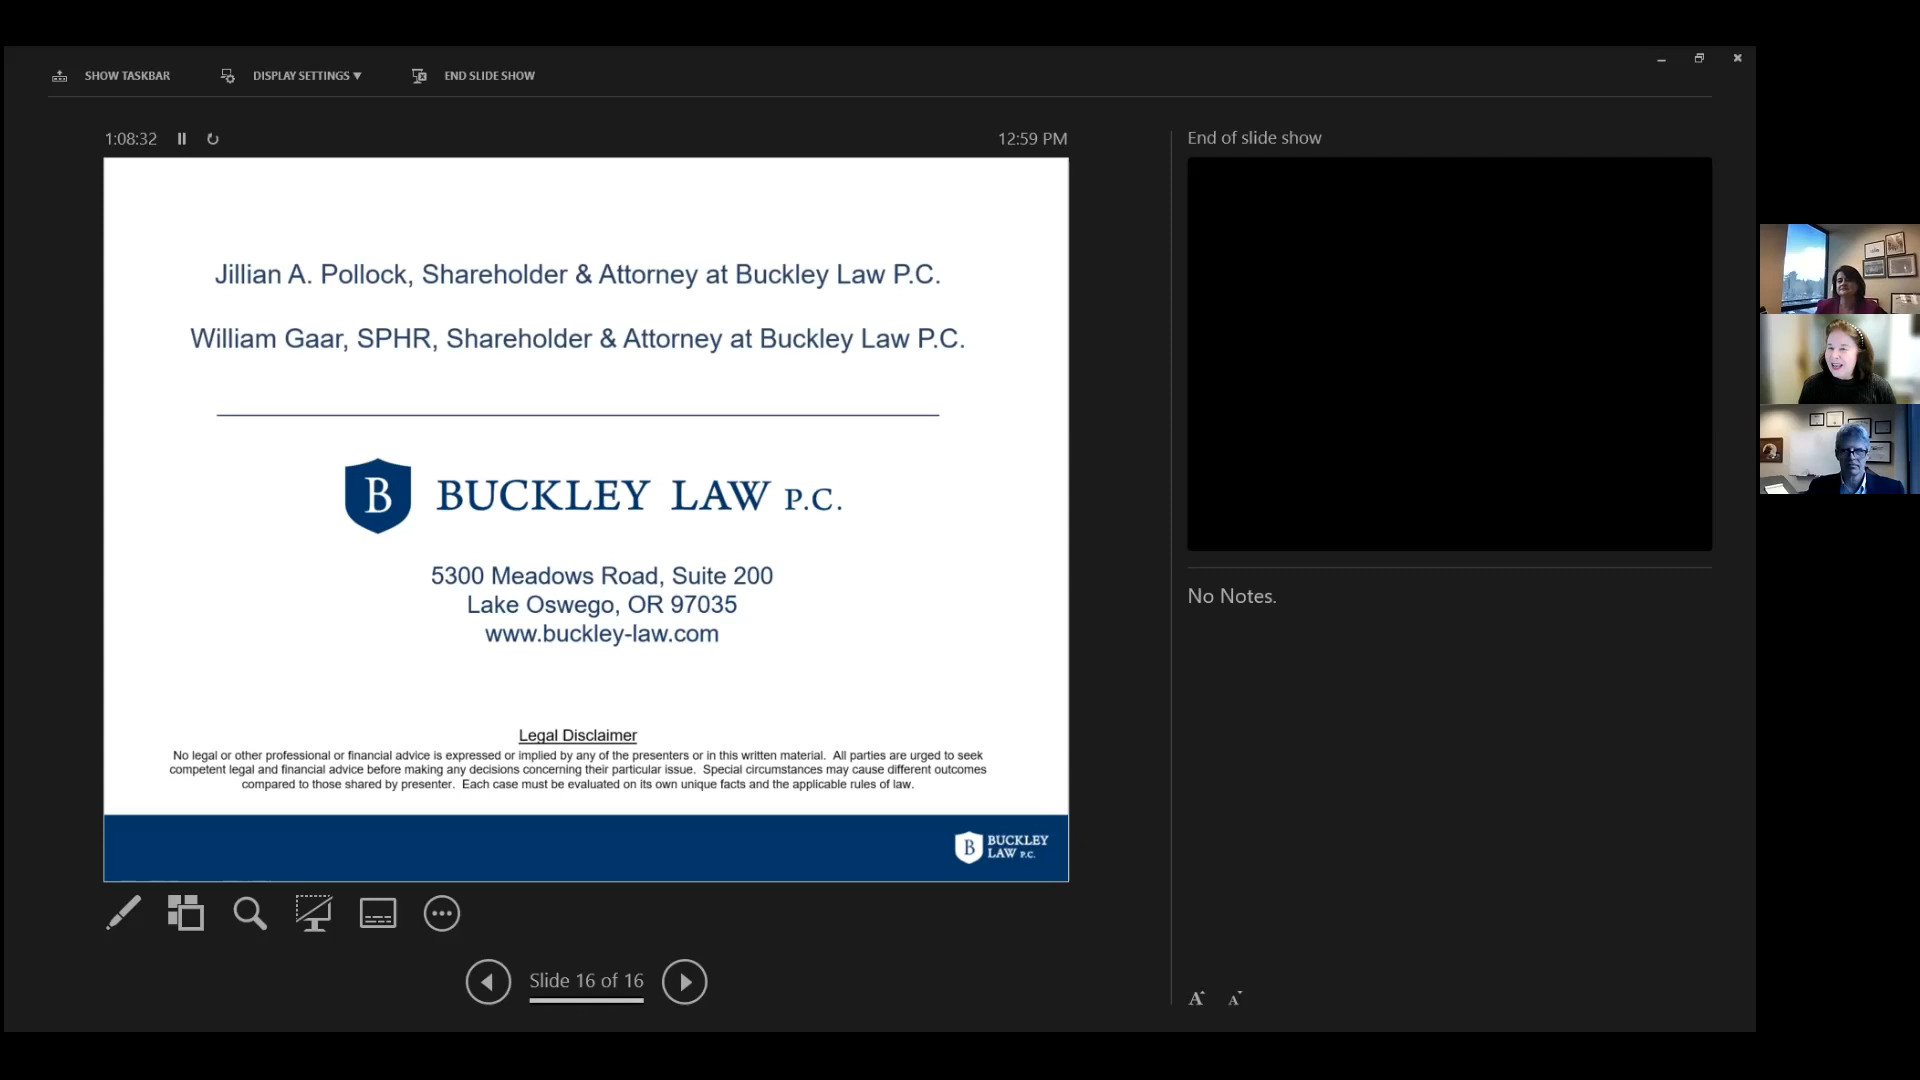 SHOW TASKBAR DISPLAY SETTINGS ▼ END SLIDE SHOW
1:08:32 12:59 PM
Jillian A. Pollock, Shareholder & Attorney at Buckley Law P.C.
William Gaar, SPHR, Shareholder & Attorney at Buckley Law P.C.
B BUCKLEY LAW P.C.
5300 Meadows Road, Suite 200
Lake Oswego, OR 97035
www.buckley-law.com
Legal Disclaimer
No legal or other professional or financial advice is expressed or implied by any of the presenters or in this written material. All parties are urged to seek
competent legal and financial advice before making any decisions concerning their particular issue. Special circumstances may cause different outcomes
compared to those shared by presenter. Each case must be evaluated on its own unique facts and the applicable rules of law.
B BUCKLEY
LAW P.C.
Slide 16 of 16
End of slide show
No Notes.
A A